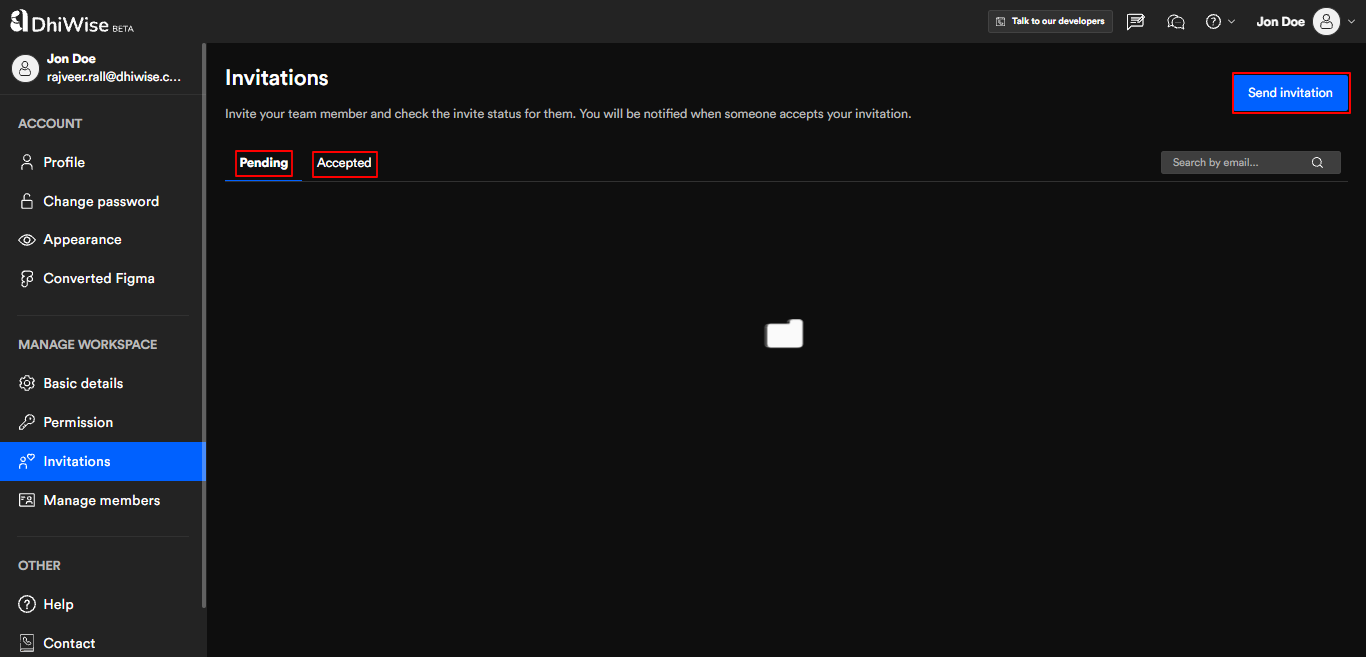 DhiWise BETA
Talk to our developers
Jon Doe
Jon Doe
rajveer.rall@dhiwise.c...
ACCOUNT
Profile
Change password
Appearance
Converted Figma
MANAGE WORKSPACE
Basic details
Permission
Invitations
Manage members
OTHER
Help
Contact
Invitations
Send invitation
Invite your team member and check the invite status for them. You will be notified when someone accepts your invitation.
Pending Accepted
Search by email...